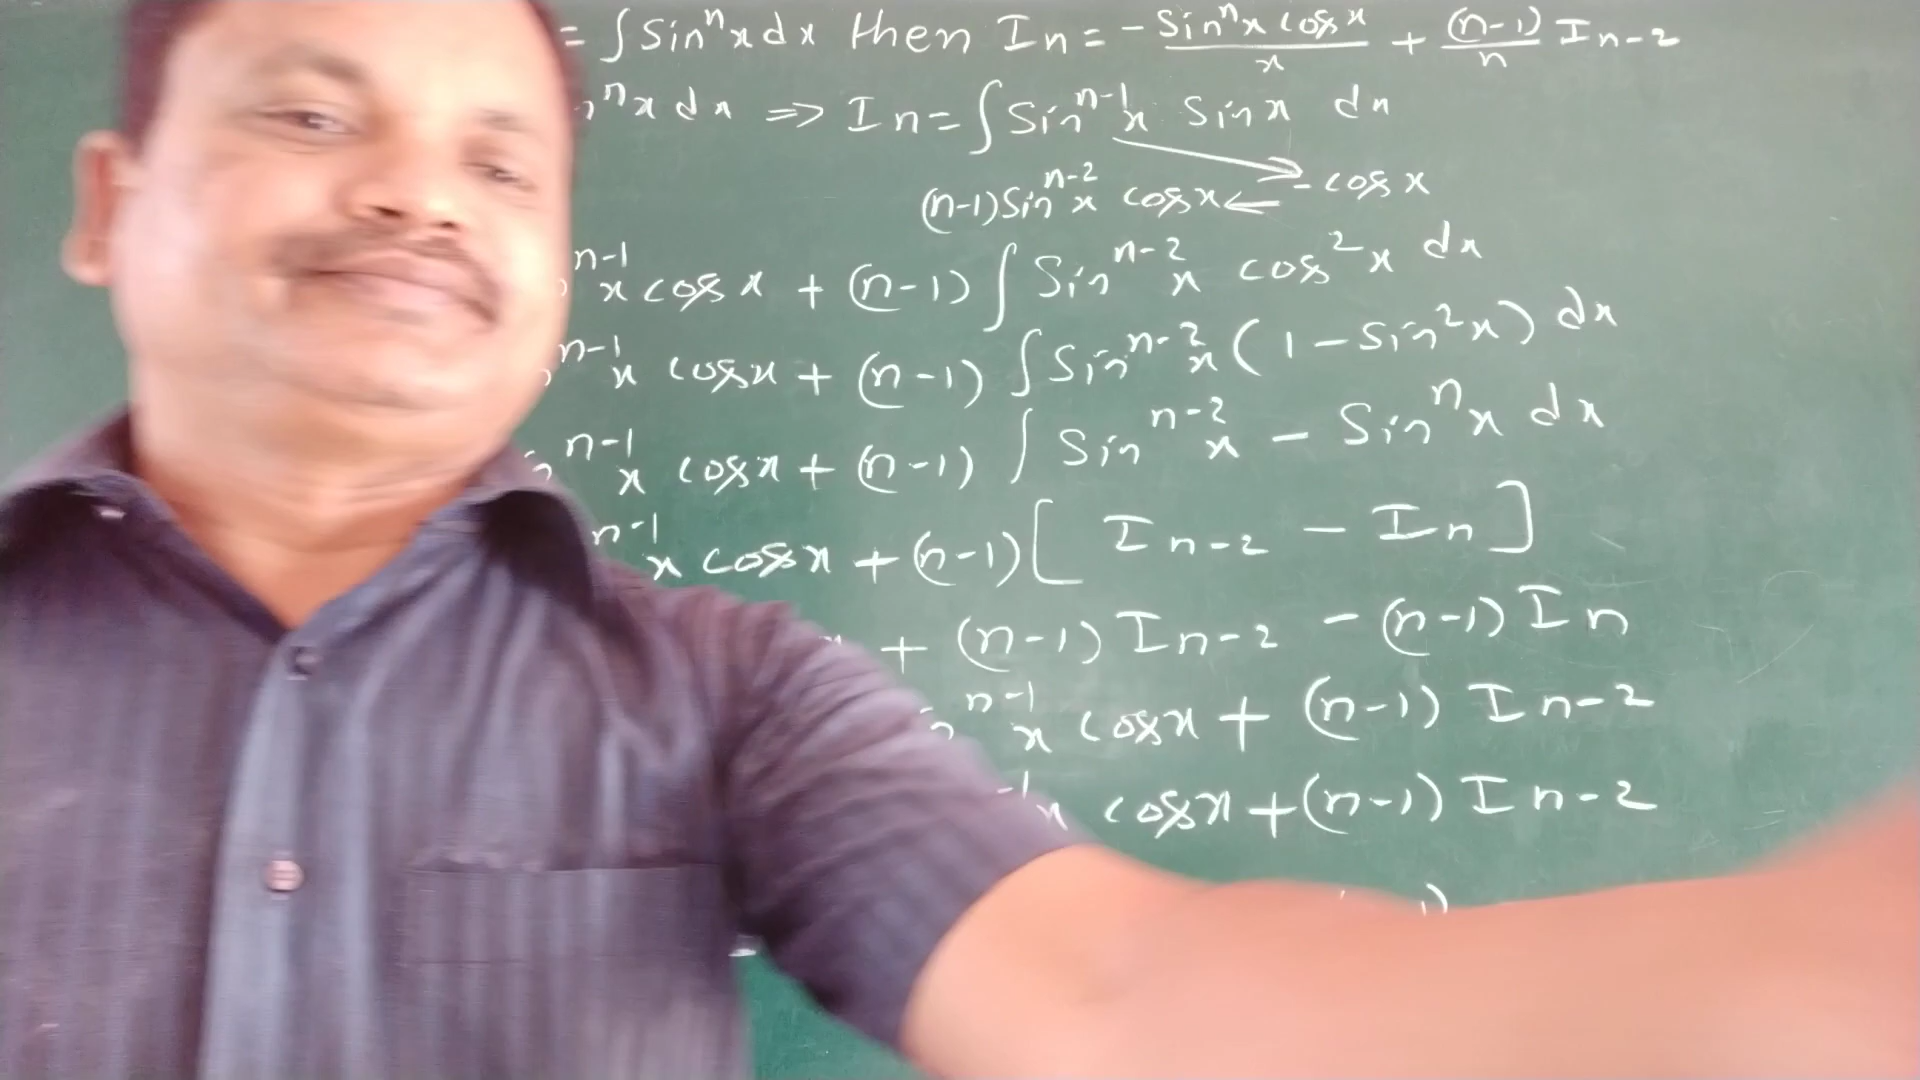 = ∫ Sinⁿx dx then In = - Sinⁿx cosx / x + (n-1)/n In-2
ⁿx dx ⇒ In = ∫ Sinⁿ⁻¹x Sinx dx
(n-1) Sinⁿ⁻²x cosx ← - cosx
ⁿ⁻¹x cosx + (n-1) ∫ Sinⁿ⁻²x cos²x dx
ⁿ⁻¹x cosx + (n-1) ∫ Sinⁿ⁻²x (1 - Sin²x) dx
ⁿ⁻¹x cosx + (n-1) ∫ Sinⁿ⁻²x - Sinⁿx dx
ⁿ⁻¹x cosx + (n-1) [ In-2 - In ]
+ (n-1) In-2 - (n-1) In
ⁿ⁻¹x cosx + (n-1) In-2
⁻¹x cosx + (n-1) In-2